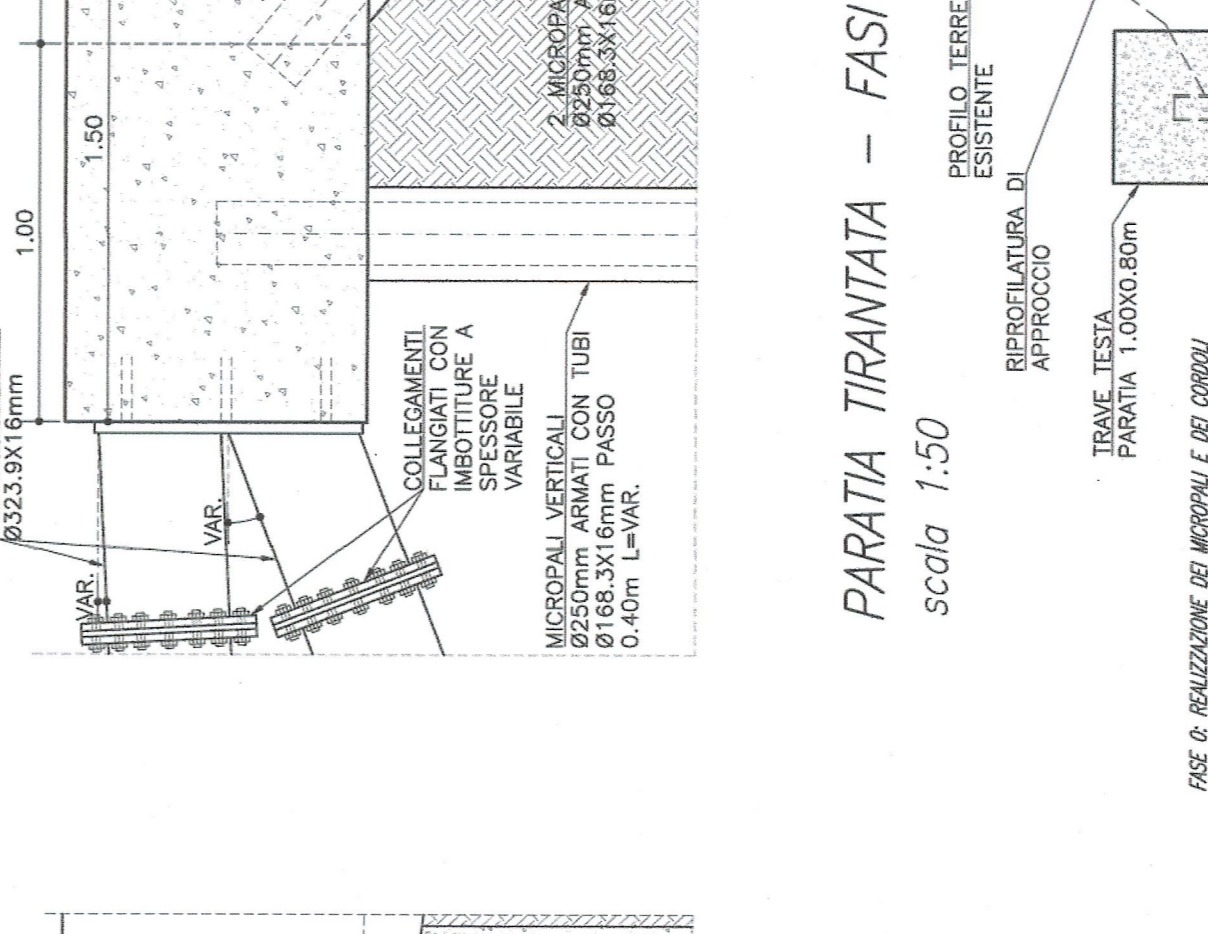 1.00
1.50
Ø323.9X16mm
VAR.
VAR.
COLLEGAMENTI
FLANGIATI CON
IMBOTTITURE A
SPESSORE
VARIABILE
2 MICROPA
Ø250mm A
Ø168.3X16
MICROPALI VERTICALI
Ø250mm ARMATI CON TUBI
Ø168.3X16mm PASSO
0.40m L=VAR.
PARATIA TIRANTATA - FASI
scala 1:50
PROFILO TERRE
ESISTENTE
RIPROFILATURA DI
APPROCCIO
TRAVE TESTA
PARATIA 1.00X0.80m
FASE 0: REALIZZAZIONE DEI MICROPALI E DEI CORDOLI